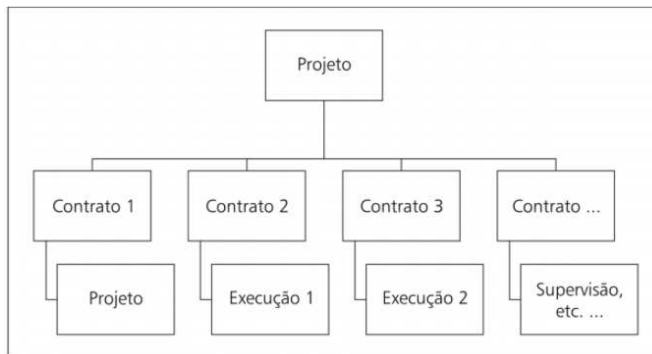 Projeto
Contrato 1
Contrato 2
Contrato 3
Contrato ...
Projeto
Execução 1
Execução 2
Supervisão,
etc. ...